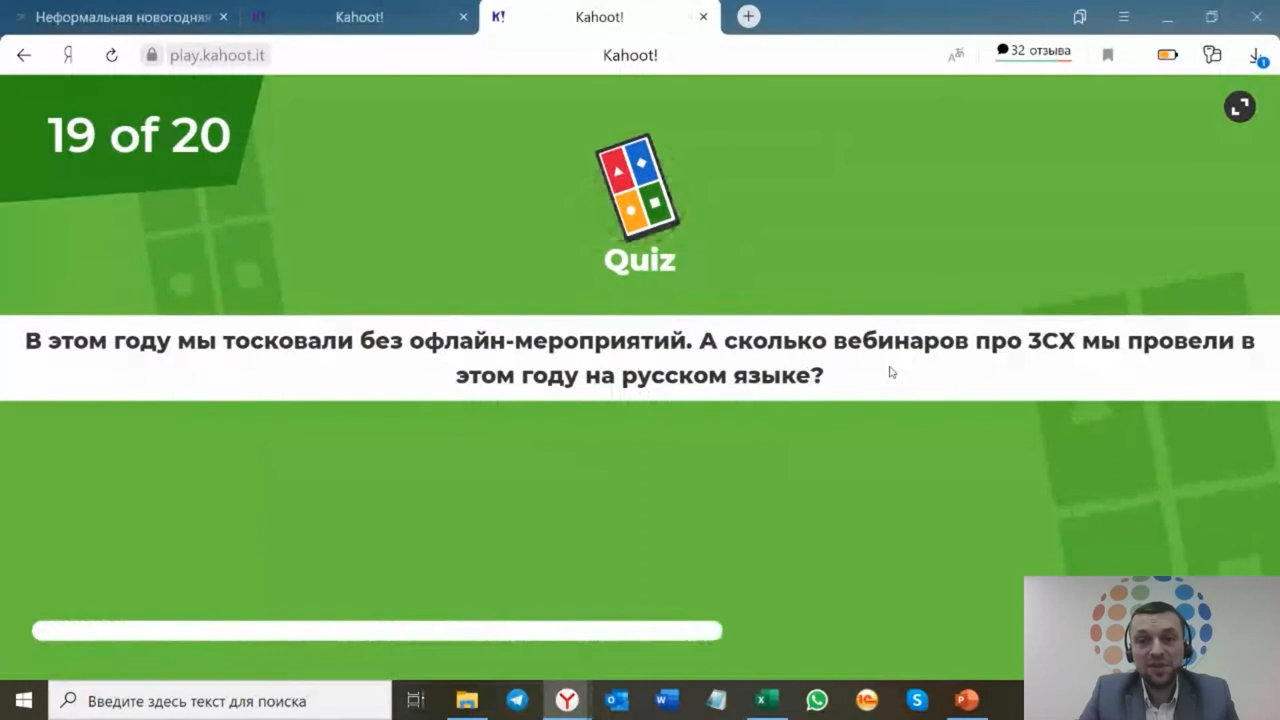 Неформальная новогодняя
Kahoot!
K! Kahoot!
Я play.kahoot.it
Kahoot!
32 отзыва
1
19 of 20
Quiz
В этом году мы тосковали без офлайн-мероприятий. А сколько вебинаров про 3CX мы провели в
этом году на русском языке?
Введите здесь текст для поиска